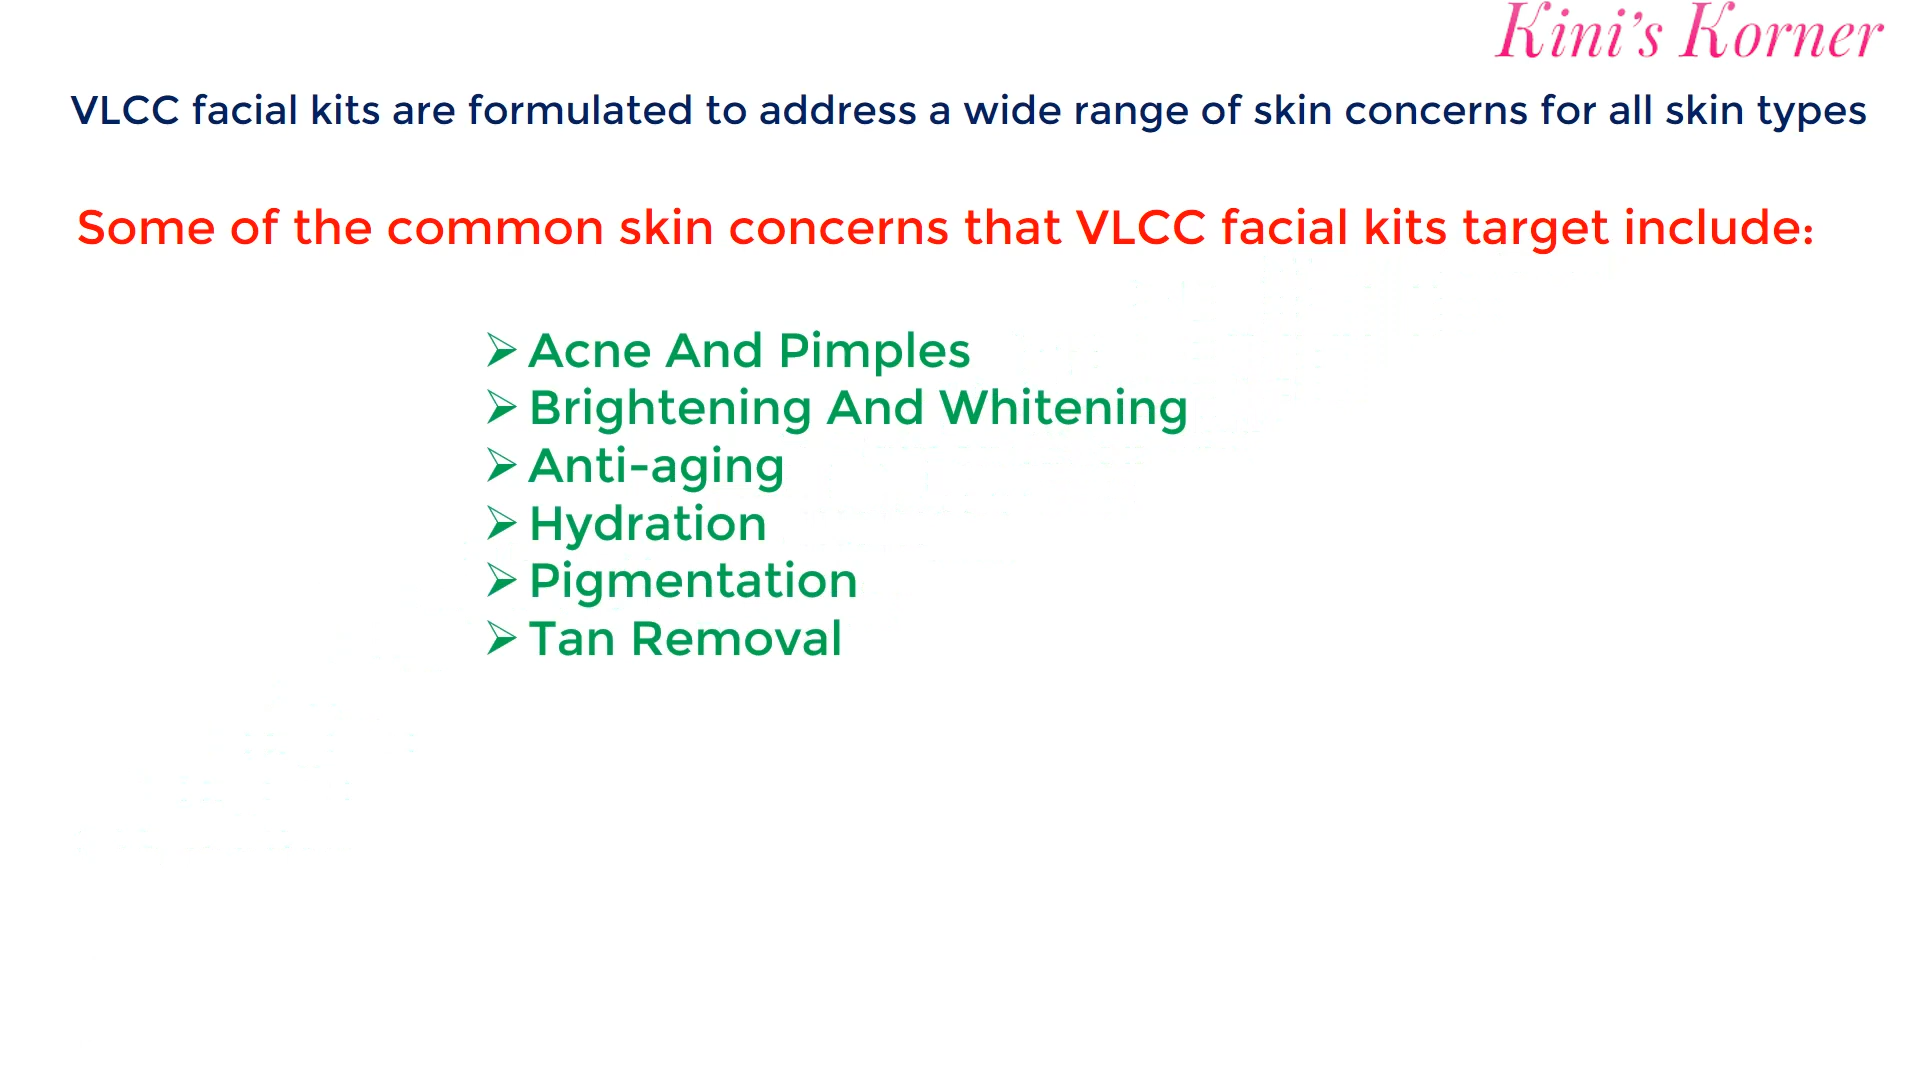 Kini's Korner
VLCC facial kits are formulated to address a wide range of skin concerns for all skin types
Some of the common skin concerns that VLCC facial kits target include:
➢ Acne And Pimples
➢ Brightening And Whitening
➢ Anti-aging
➢ Hydration
➢ Pigmentation
➢ Tan Removal